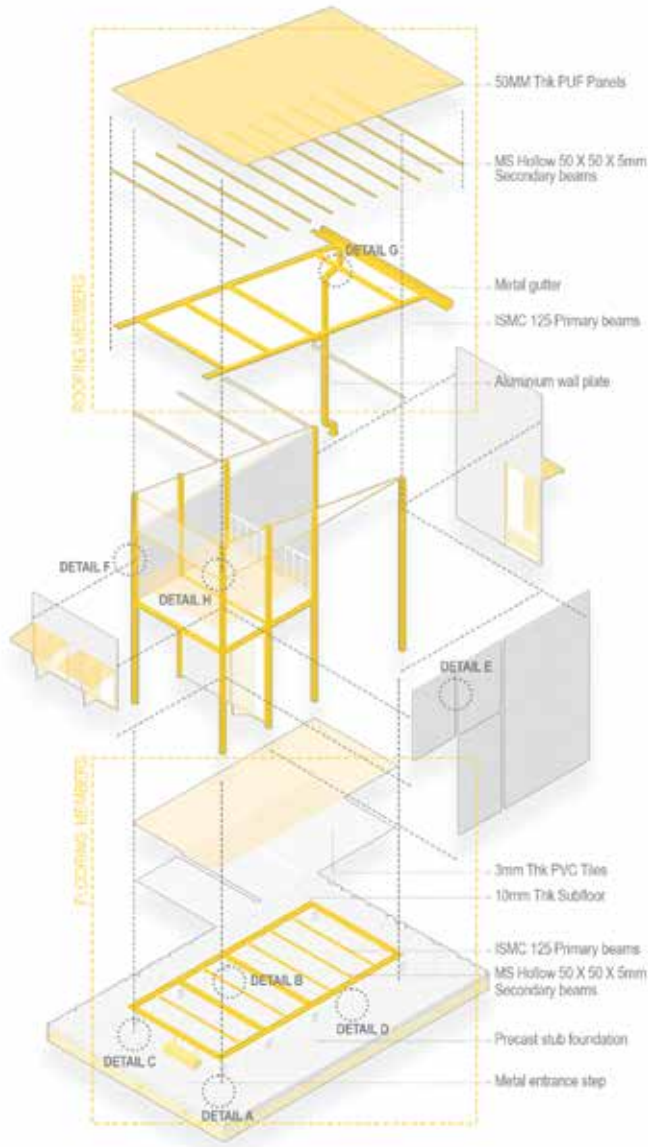 50MM Thk PUF Panels
MS Hollow 50 X 50 X 5mm
Secondary beams
DETAIL G
Metal gutter
ISMC 125 Primary beams
ROOFING MEMBERS
Aluminium wall plate
DETAIL F
DETAIL H
DETAIL E
FLOORING MEMBERS
3mm Thk PVC Tiles
10mm Thk Subfloor
ISMC 125 Primary beams
DETAIL B
MS Hollow 50 X 50 X 5mm
Secondary beams
DETAIL D
Precast stub foundation
DETAIL C
Metal entrance step
DETAIL A